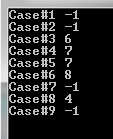 Case#1 -1
Case#2 -1
Case#3 6
Case#4 7
Case#5 7
Case#6 8
Case#7 -1
Case#8 4
Case#9 -1